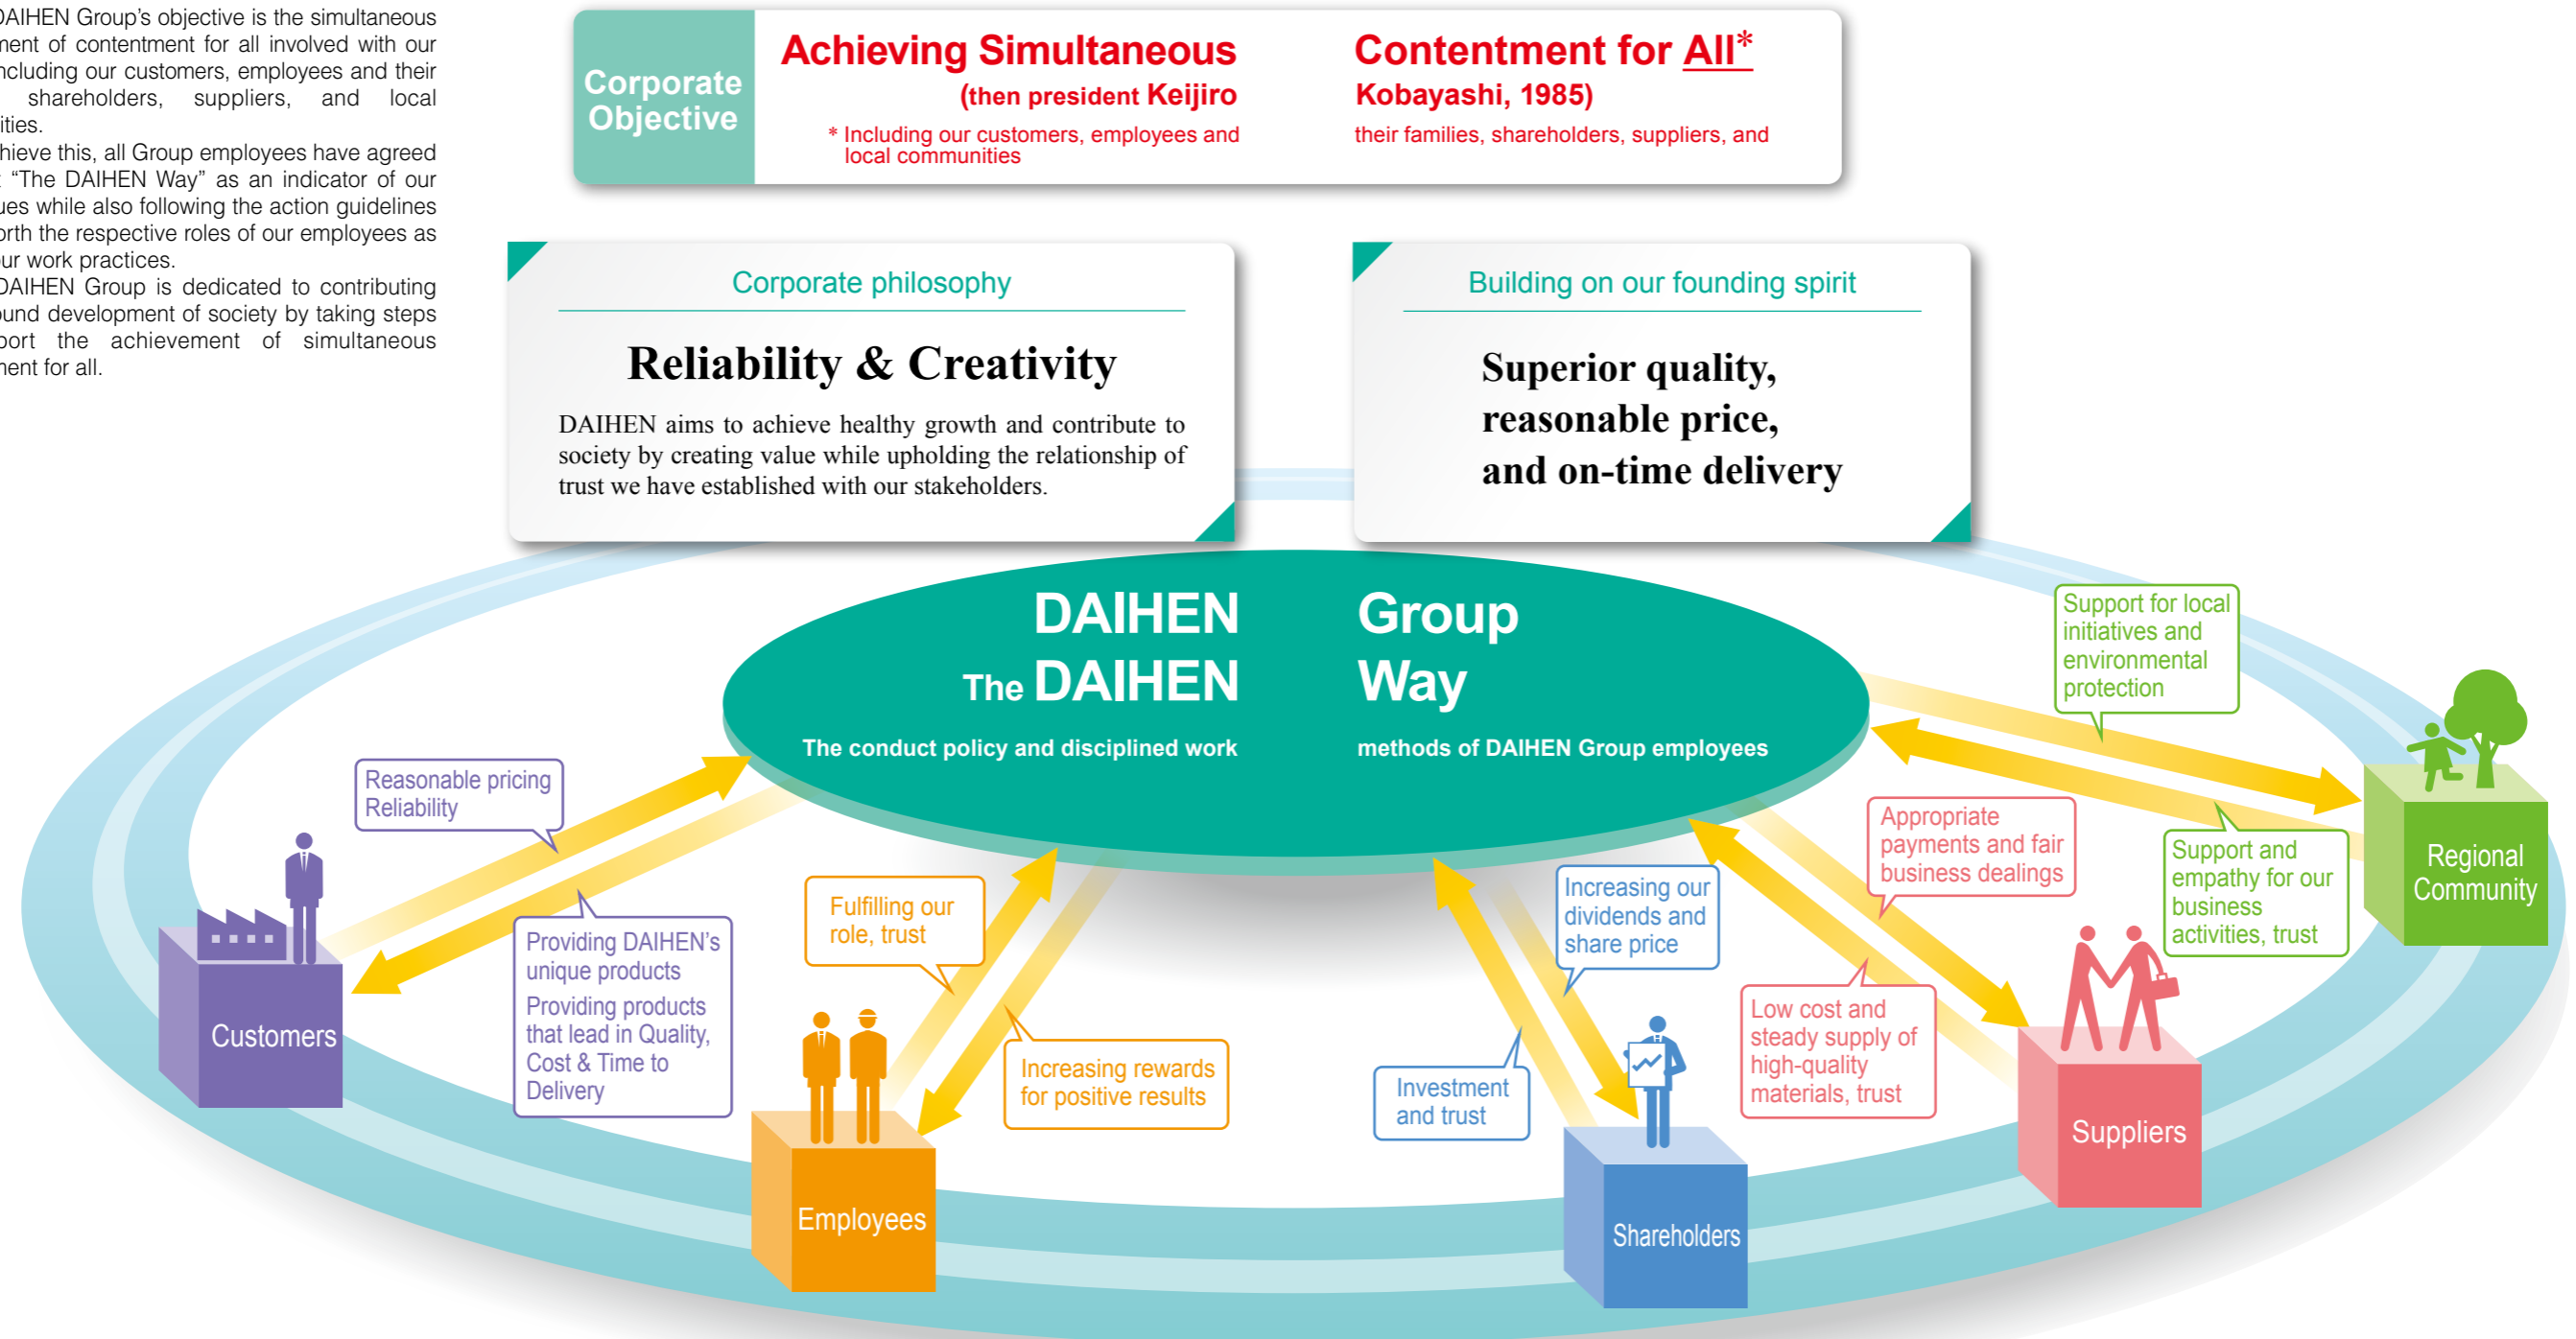 DAIHEN Group’s objective is the simultaneous
ment of contentment for all involved with our
including our customers, employees and their
shareholders, suppliers, and local
ities.
hieve this, all Group employees have agreed
“The DAIHEN Way” as an indicator of our
ues while also following the action guidelines
orth the respective roles of our employees as
our work practices.
DAIHEN Group is dedicated to contributing
ound development of society by taking steps
port the achievement of simultaneous
ment for all.
Corporate
Objective
Achieving Simultaneous Contentment for All*
(then president Keijiro Kobayashi, 1985)
* Including our customers, employees and their families, shareholders, suppliers, and
local communities
Corporate philosophy
Reliability & Creativity
DAIHEN aims to achieve healthy growth and contribute to
society by creating value while upholding the relationship of
trust we have established with our stakeholders.
Building on our founding spirit
Superior quality,
reasonable price,
and on-time delivery
DAIHEN Group
The DAIHEN Way
The conduct policy and disciplined work methods of DAIHEN Group employees
Reasonable pricing
Reliability
Providing DAIHEN’s
unique products
Providing products
that lead in Quality,
Cost & Time to
Delivery
Customers
Fulfilling our
role, trust
Increasing rewards
for positive results
Employees
Increasing our
dividends and
share price
Investment
and trust
Shareholders
Appropriate
payments and fair
business dealings
Low cost and
steady supply of
high-quality
materials, trust
Suppliers
Support for local
initiatives and
environmental
protection
Support and
empathy for our
business
activities, trust
Regional
Community